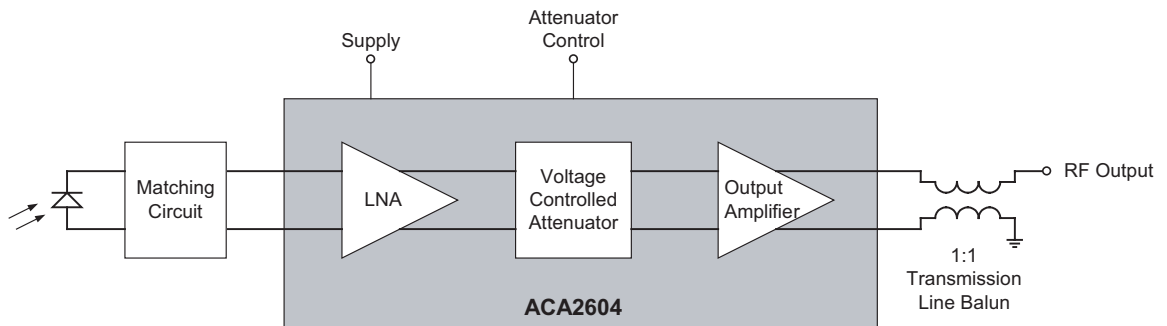 Attenuator
Control
Supply
Matching
Circuit
LNA
Voltage
Controlled
Attenuator
Output
Amplifier
RF Output
1:1
Transmission
Line Balun
ACA2604